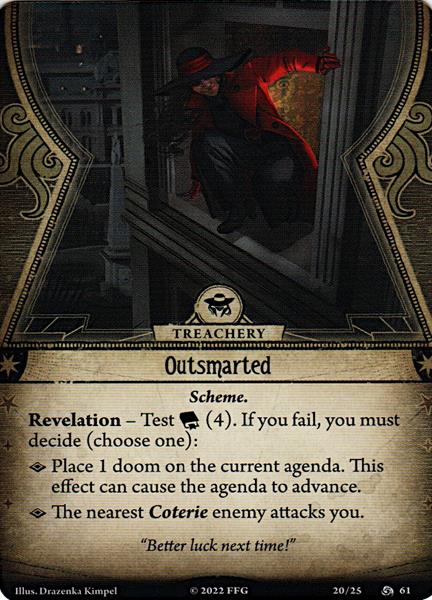 TREACHERY
Outsmarted
Scheme.
Revelation – Test (4). If you fail, you must
decide (choose one):
Place 1 doom on the current agenda. This
effect can cause the agenda to advance.
The nearest Coterie enemy attacks you.
"Better luck next time!"
Illus. Drazenka Kimpel © 2022 FFG 20/25 61